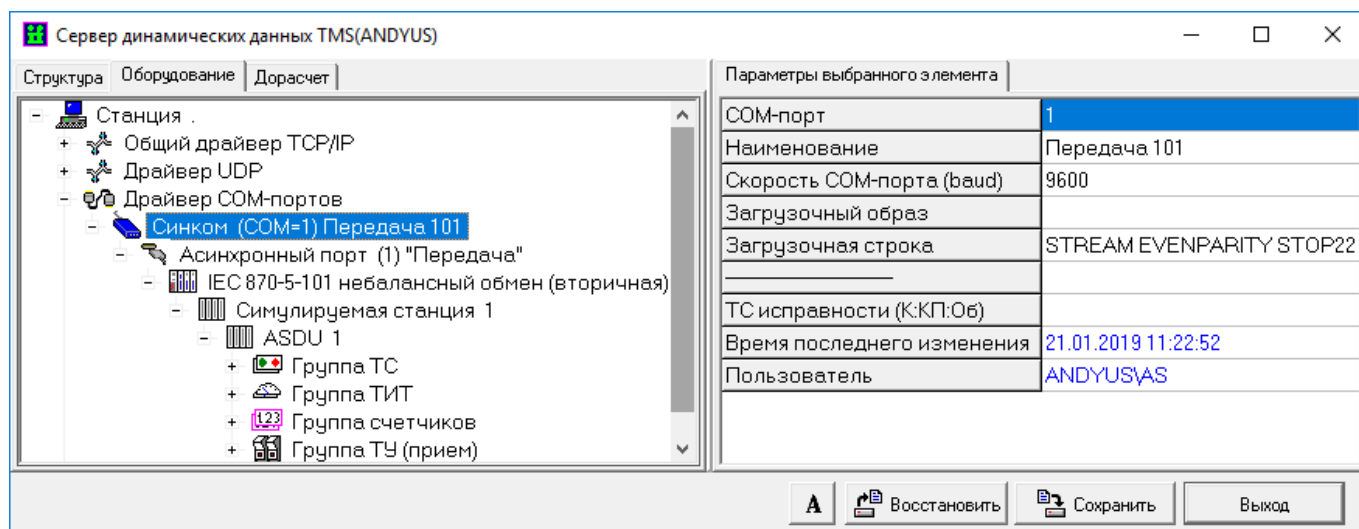 Сервер динамических данных TMS(ANDYUS)
Структура Оборудование Дорасчет
Станция .
Общий драйвер TCP/IP
Драйвер UDP
Драйвер COM-портов
Синком (COM=1) Передача 101
Асинхронный порт (1) "Передача"
IEC 870-5-101 небалансный обмен (вторичная)
Симулируемая станция 1
ASDU 1
Группа ТС
Группа ТИТ
123 Группа счетчиков
Группа ТУ (прием)
Параметры выбранного элемента
COM-порт 1
Наименование Передача 101
Скорость COM-порта (baud) 9600
Загрузочный образ
Загрузочная строка STREAM EVENPARITY STOP22
ТС исправности (К:КП:Об)
Время последнего изменения 21.01.2019 11:22:52
Пользователь ANDYUS\AS
A Восстановить Сохранить Выход